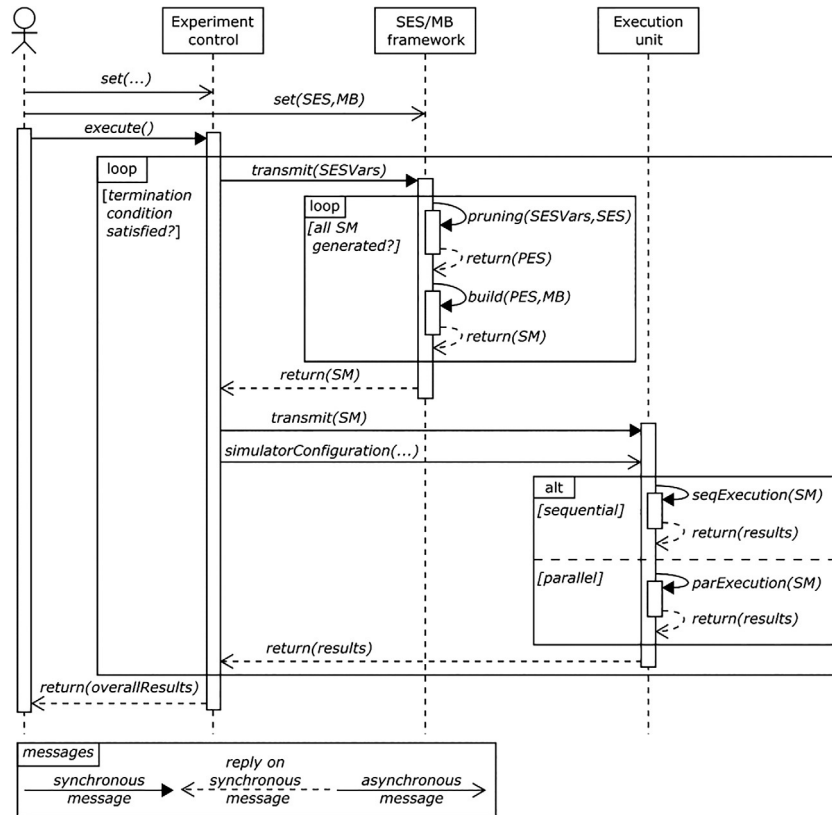 Experiment
control
SES/MB
framework
Execution
unit
set(...)
set(SES,MB)
execute()
loop
[termination
condition
satisfied?]
transmit(SESVars)
loop
[all SM
generated?]
pruning(SESVars,SES)
return(PES)
build(PES,MB)
return(SM)
return(SM)
transmit(SM)
simulatorConfiguration(...)
alt
[sequential]
seqExecution(SM)
return(results)
[parallel]
parExecution(SM)
return(results)
return(results)
return(overallResults)
messages
synchronous
message
reply on
synchronous
message
asynchronous
message